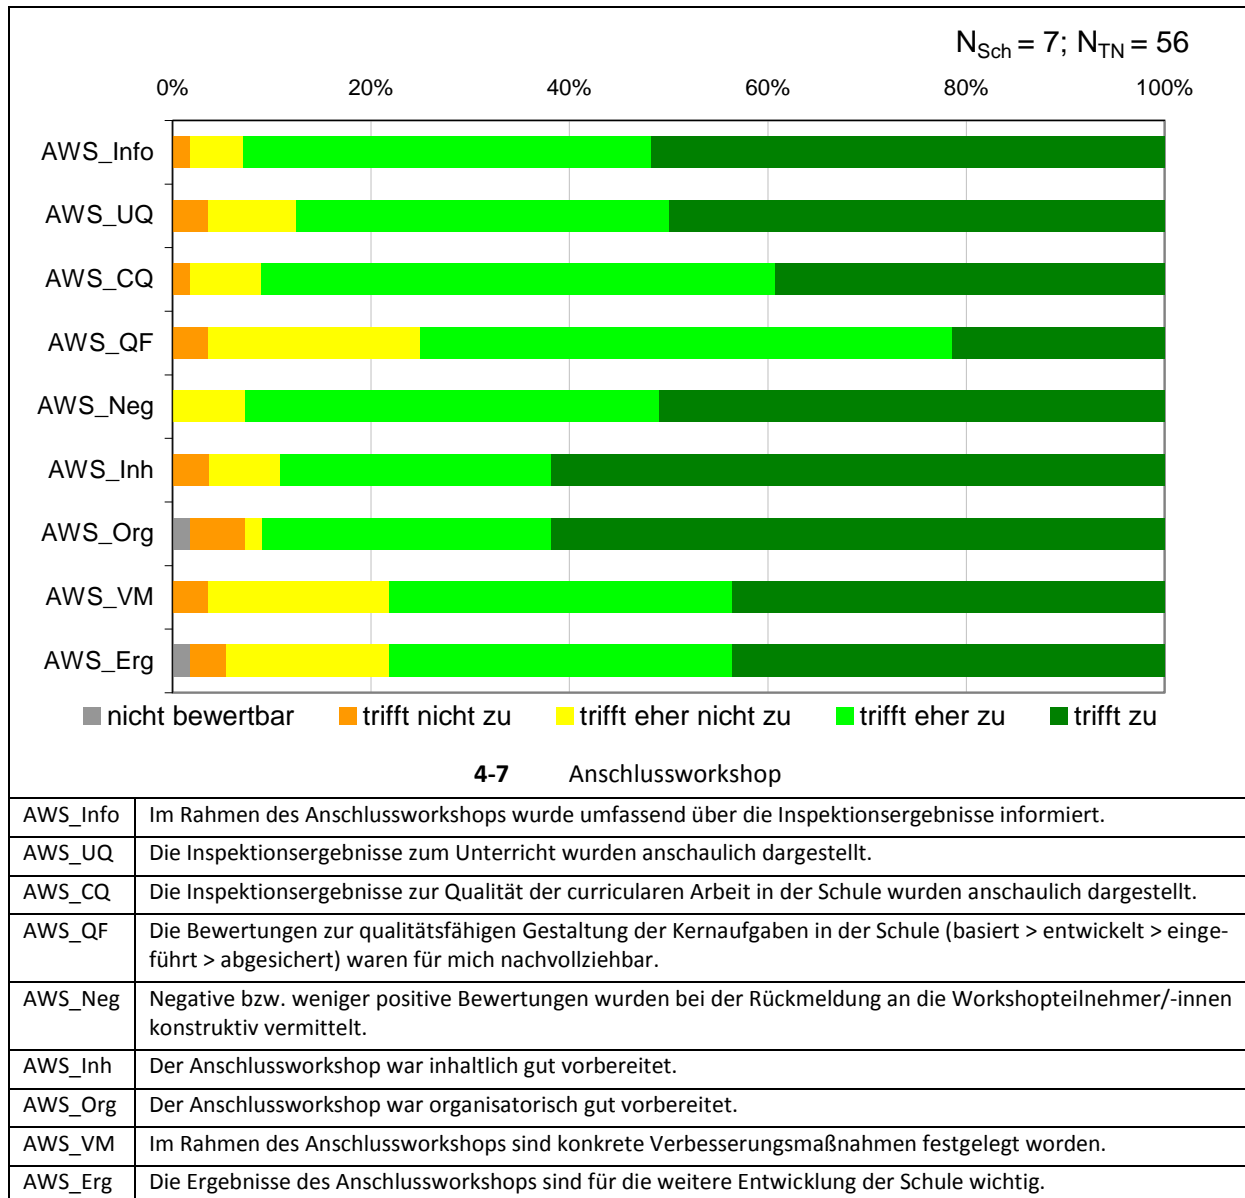 N_Sch = 7; N_TN = 56
0% 20% 40% 60% 80% 100%
AWS_Info
AWS_UQ
AWS_CQ
AWS_QF
AWS_Neg
AWS_Inh
AWS_Org
AWS_VM
AWS_Erg
nicht bewertbar trifft nicht zu trifft eher nicht zu trifft eher zu trifft zu
4-7 Anschlussworkshop
AWS_Info Im Rahmen des Anschlussworkshops wurde umfassend über die Inspektionsergebnisse informiert.
AWS_UQ Die Inspektionsergebnisse zum Unterricht wurden anschaulich dargestellt.
AWS_CQ Die Inspektionsergebnisse zur Qualität der curricularen Arbeit in der Schule wurden anschaulich dargestellt.
AWS_QF Die Bewertungen zur qualitätsfähigen Gestaltung der Kernaufgaben in der Schule (basiert > entwickelt > einge-
führt > abgesichert) waren für mich nachvollziehbar.
AWS_Neg Negative bzw. weniger positive Bewertungen wurden bei der Rückmeldung an die Workshopteilnehmer/-innen
konstruktiv vermittelt.
AWS_Inh Der Anschlussworkshop war inhaltlich gut vorbereitet.
AWS_Org Der Anschlussworkshop war organisatorisch gut vorbereitet.
AWS_VM Im Rahmen des Anschlussworkshops sind konkrete Verbesserungsmaßnahmen festgelegt worden.
AWS_Erg Die Ergebnisse des Anschlussworkshops sind für die weitere Entwicklung der Schule wichtig.